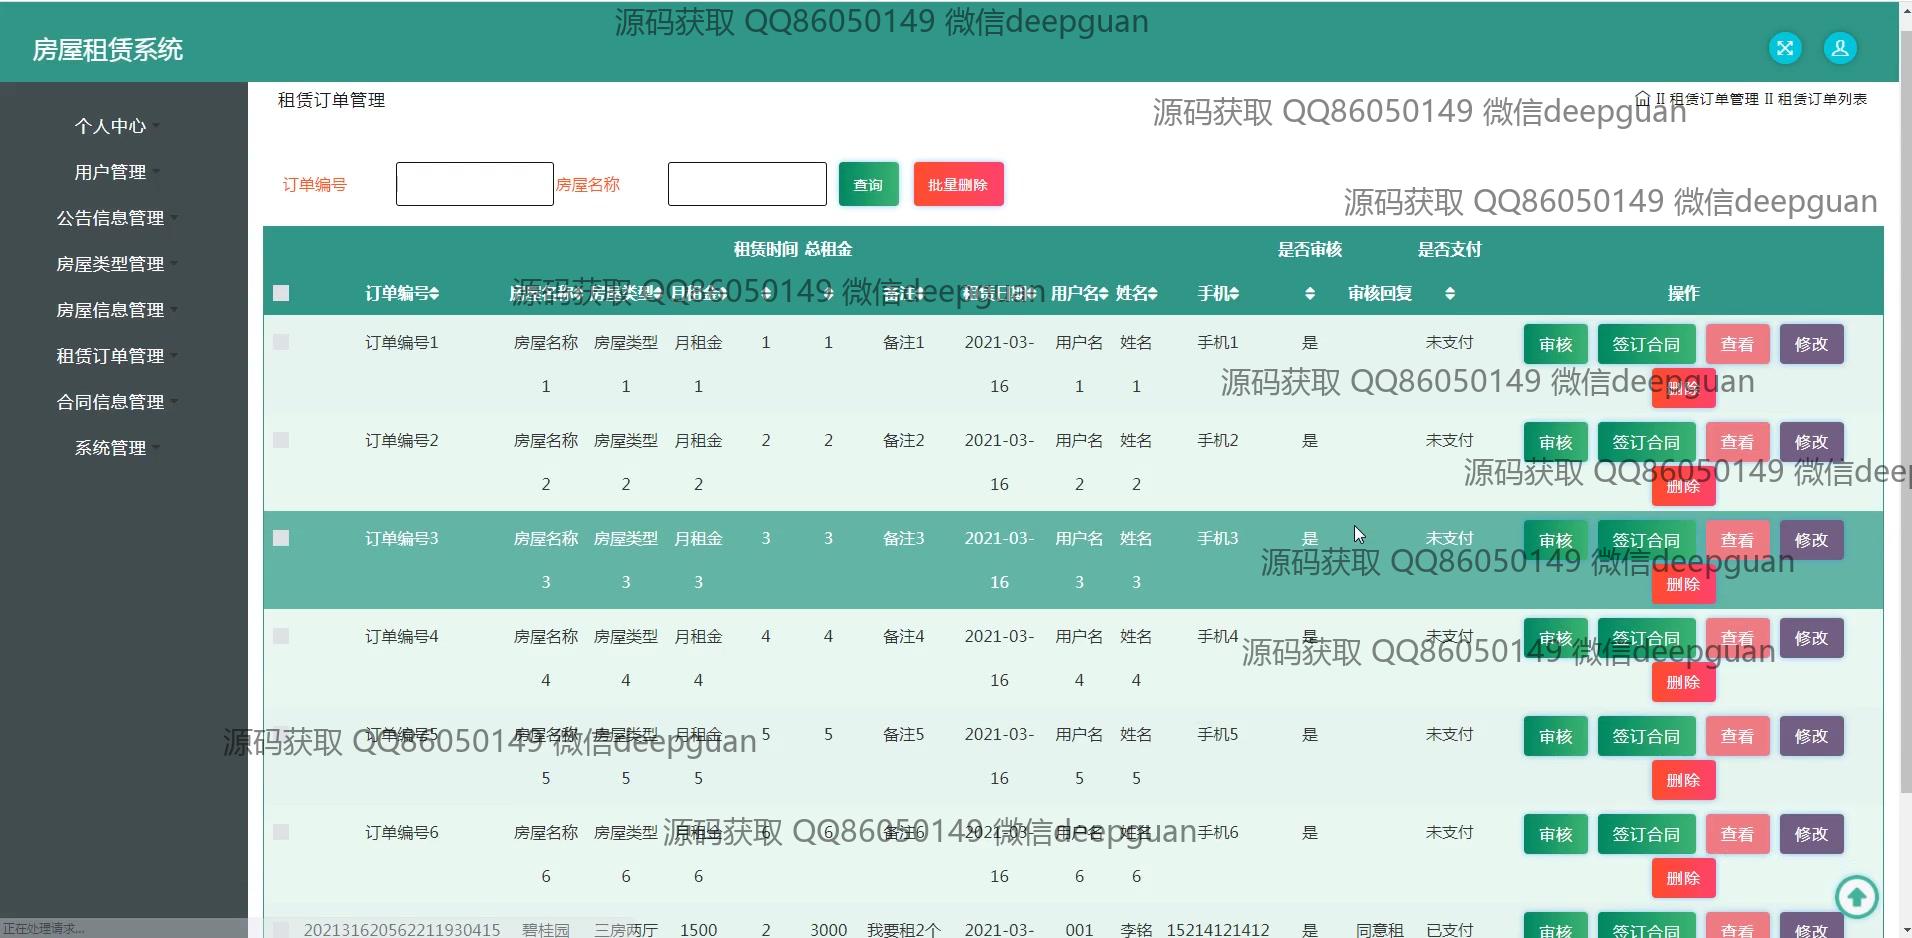 源码获取 QQ86050149 微信deepguan
房屋租赁系统
租赁订单管理
II 租赁订单管理 II 租赁订单列表
源码获取 QQ86050149 微信deepguan
个人中心
用户管理
公告信息管理
房屋类型管理
房屋信息管理
租赁订单管理
合同信息管理
系统管理
订单编号 房屋名称 查询 批量删除
源码获取 QQ86050149 微信deepguan
租赁时间 总租金 是否审核 是否支付
订单编号 房屋名称 房屋类型 月租金 备注 租赁日期 用户名 姓名 手机 审核回复 操作
源码获取 QQ86050149 微信deepguan
订单编号1 房屋名称 房屋类型 月租金 1 1 备注1 2021-03- 用户名 姓名 手机1 是 未支付 审核 签订合同 查看 修改
1 1 1 16 1 1 删除
源码获取 QQ86050149 微信deepguan
订单编号2 房屋名称 房屋类型 月租金 2 2 备注2 2021-03- 用户名 姓名 手机2 是 未支付 审核 签订合同 查看 修改
2 2 2 16 2 2 删除
源码获取 QQ86050149 微信deep
订单编号3 房屋名称 房屋类型 月租金 3 3 备注3 2021-03- 用户名 姓名 手机3 是 未支付 审核 签订合同 查看 修改
3 3 3 16 3 3 删除
源码获取 QQ86050149 微信deepguan
订单编号4 房屋名称 房屋类型 月租金 4 4 备注4 2021-03- 用户名 姓名 手机4 是 未支付 审核 签订合同 查看 修改
4 4 4 16 4 4 删除
源码获取 QQ86050149 微信deepguan
订单编号5 房屋名称 房屋类型 月租金 5 5 备注5 2021-03- 用户名 姓名 手机5 是 未支付 审核 签订合同 查看 修改
5 5 5 16 5 5 删除
源码获取 QQ86050149 微信deepguan
订单编号6 房屋名称 房屋类型 月租金 6 6 备注6 2021-03- 用户名 姓名 手机6 是 未支付 审核 签订合同 查看 修改
6 6 6 16 6 6 删除
源码获取 QQ86050149 微信deepguan
202131620562211930415 碧桂园 三房两厅 1500 2 3000 我要租2个 2021-03- 001 李铭 15214121412 是 同意租 已支付 审核 签订合同 查看 修改
正在处理请求...